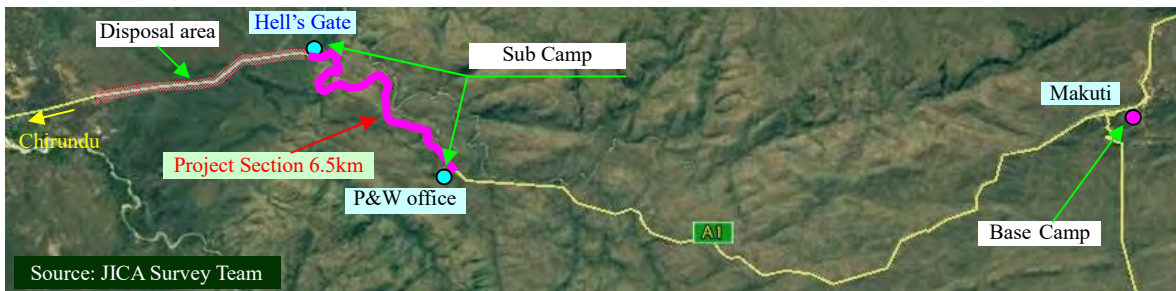 Hell's Gate
Disposal area
Sub Camp
Makuti
Chirundu
Project Section 6.5km
P&W office
A1
Base Camp
Source: JICA Survey Team